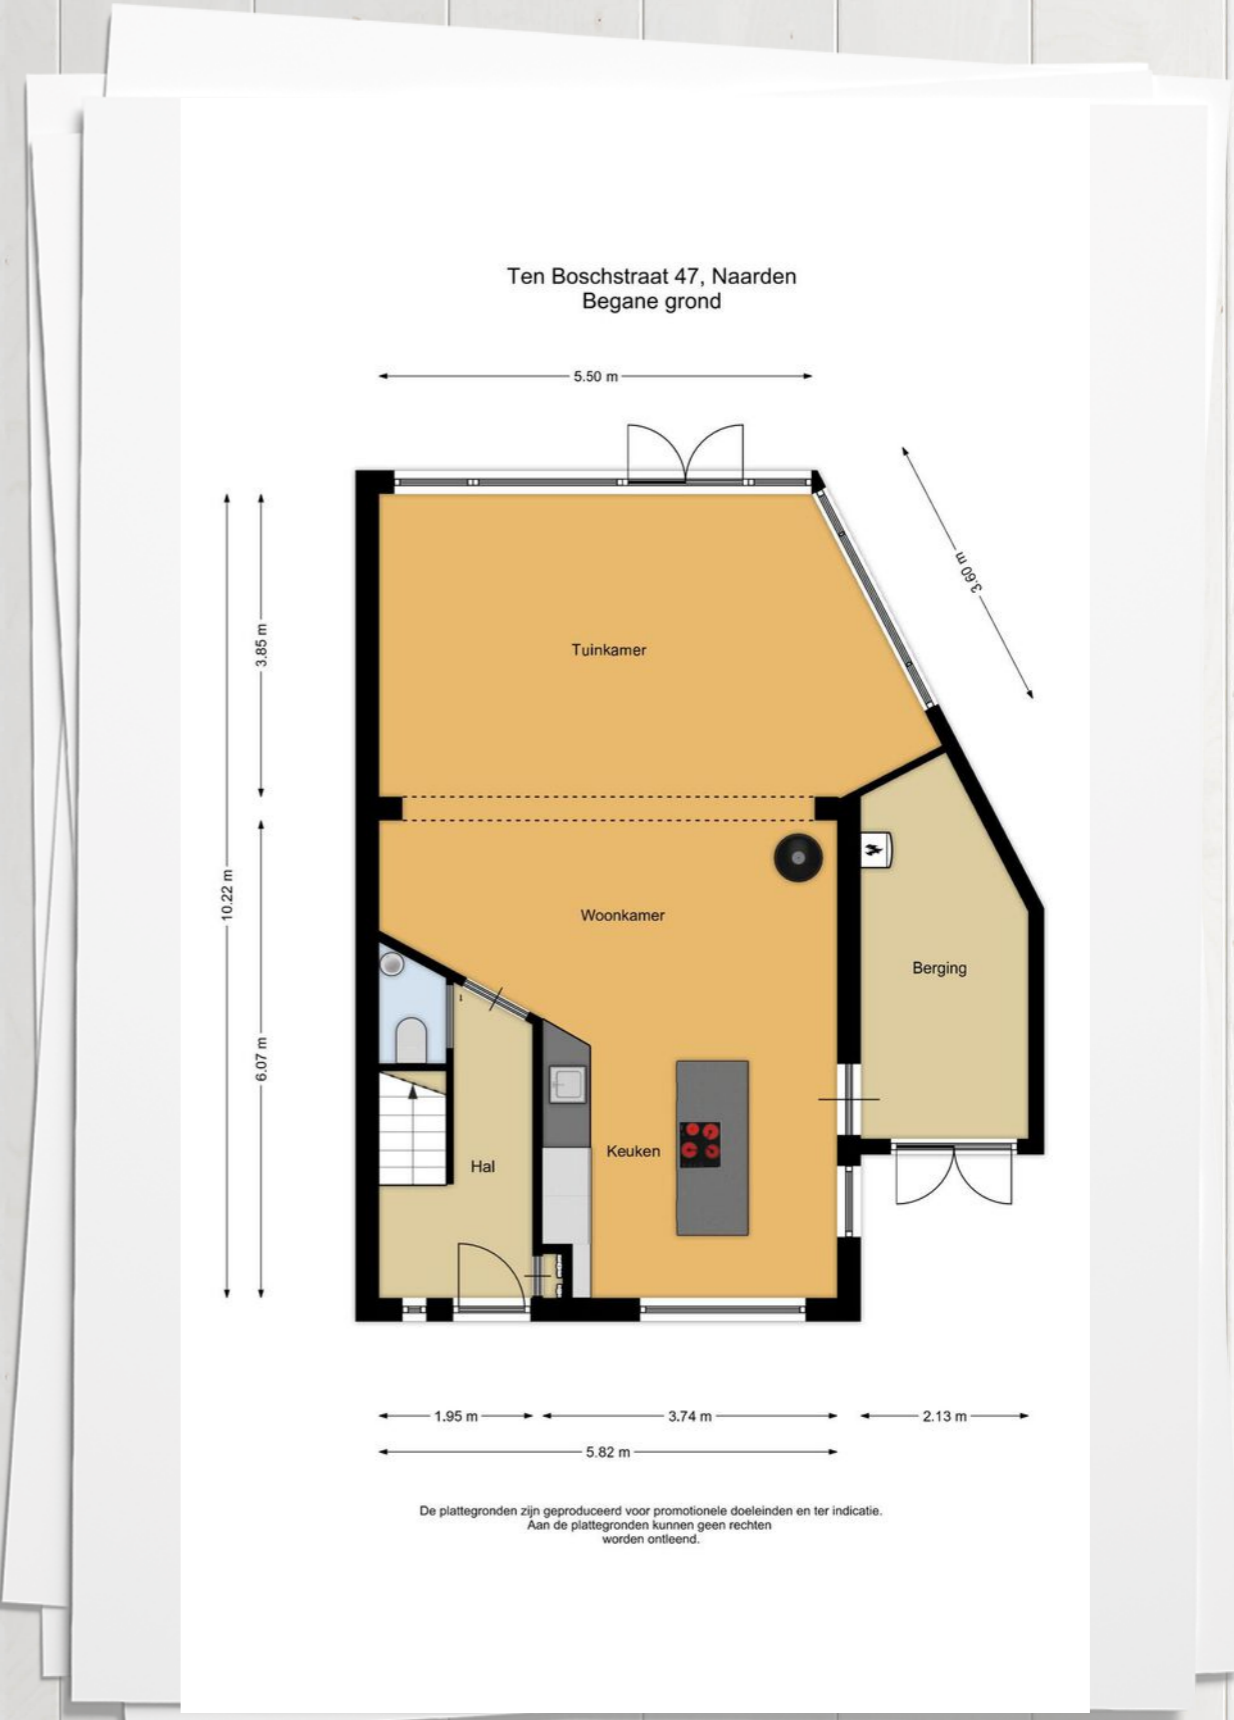 Ten Boschstraat 47, Naarden
Begane grond
5.50 m
3.60 m
3.85 m
Tuinkamer
10.22 m
Woonkamer
Berging
6.07 m
Keuken
Hal
1.95 m
3.74 m
2.13 m
5.82 m
De plattegronden zijn geproduceerd voor promotionele doeleinden en ter indicatie.
Aan de plattegronden kunnen geen rechten
worden ontleend.